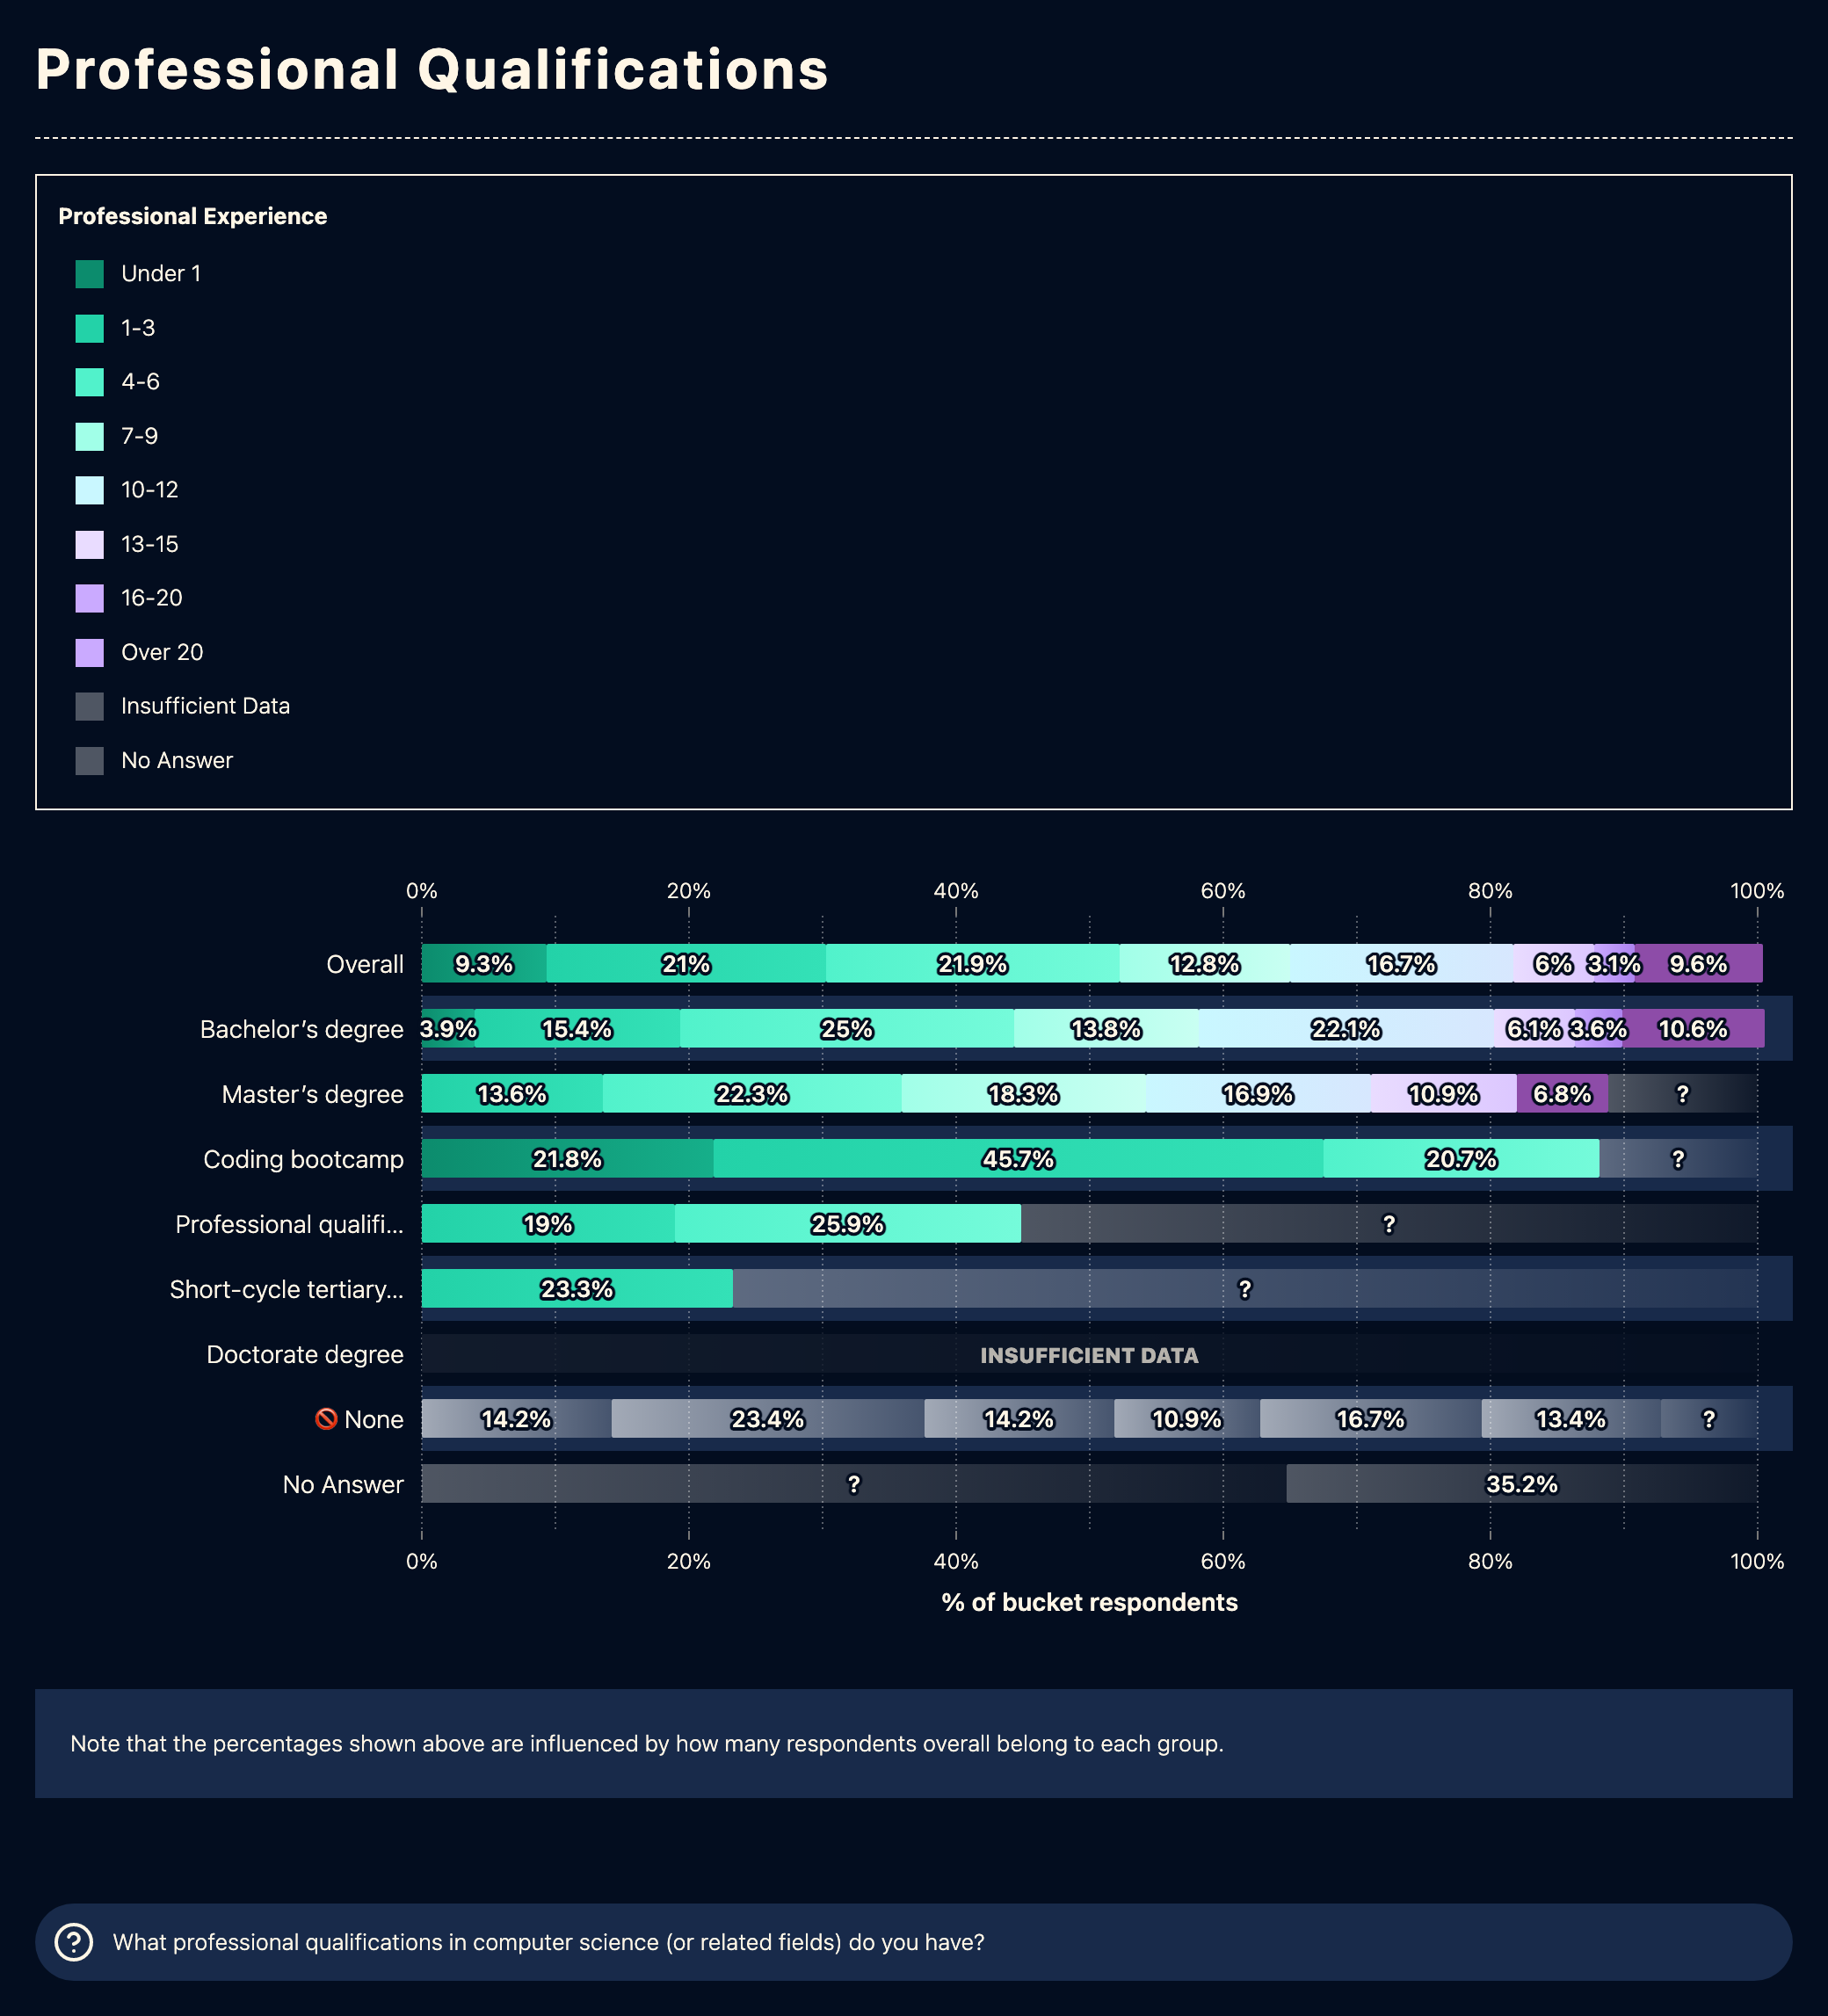 Professional Qualifications
Professional Experience
Under 1
1-3
4-6
7-9
10-12
13-15
16-20
Over 20
Insufficient Data
No Answer
0% 20% 40% 60% 80% 100%
Overall 9.3% 21% 21.9% 12.8% 16.7% 6% 3.1% 9.6%
Bachelor’s degree 3.9% 15.4% 25% 13.8% 22.1% 6.1% 3.6% 10.6%
Master’s degree 13.6% 22.3% 18.3% 16.9% 10.9% 6.8% ?
Coding bootcamp 21.8% 45.7% 20.7% ?
Professional qualifi... 19% 25.9% ?
Short-cycle tertiary... 23.3% ?
Doctorate degree INSUFFICIENT DATA
🚫 None 14.2% 23.4% 14.2% 10.9% 16.7% 13.4% ?
No Answer ? 35.2%
0% 20% 40% 60% 80% 100%
% of bucket respondents
Note that the percentages shown above are influenced by how many respondents overall belong to each group.
? What professional qualifications in computer science (or related fields) do you have?